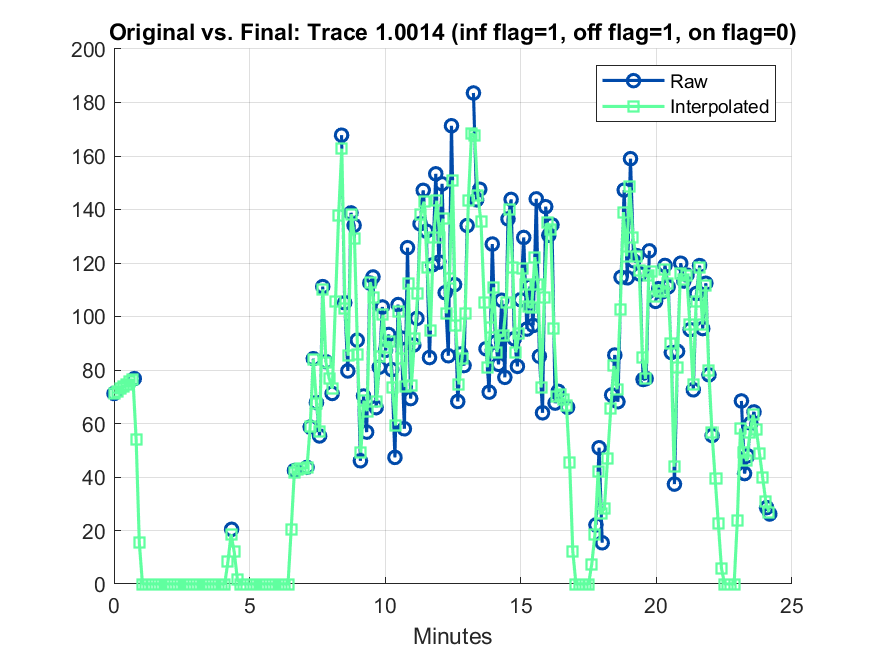 Original vs. Final: Trace 1.0014 (inf flag=1, off flag=1, on flag=0)
200
180
160
140
120
100
80
60
40
20
0
Raw
Interpolated
0 5 10 15 20 25
Minutes